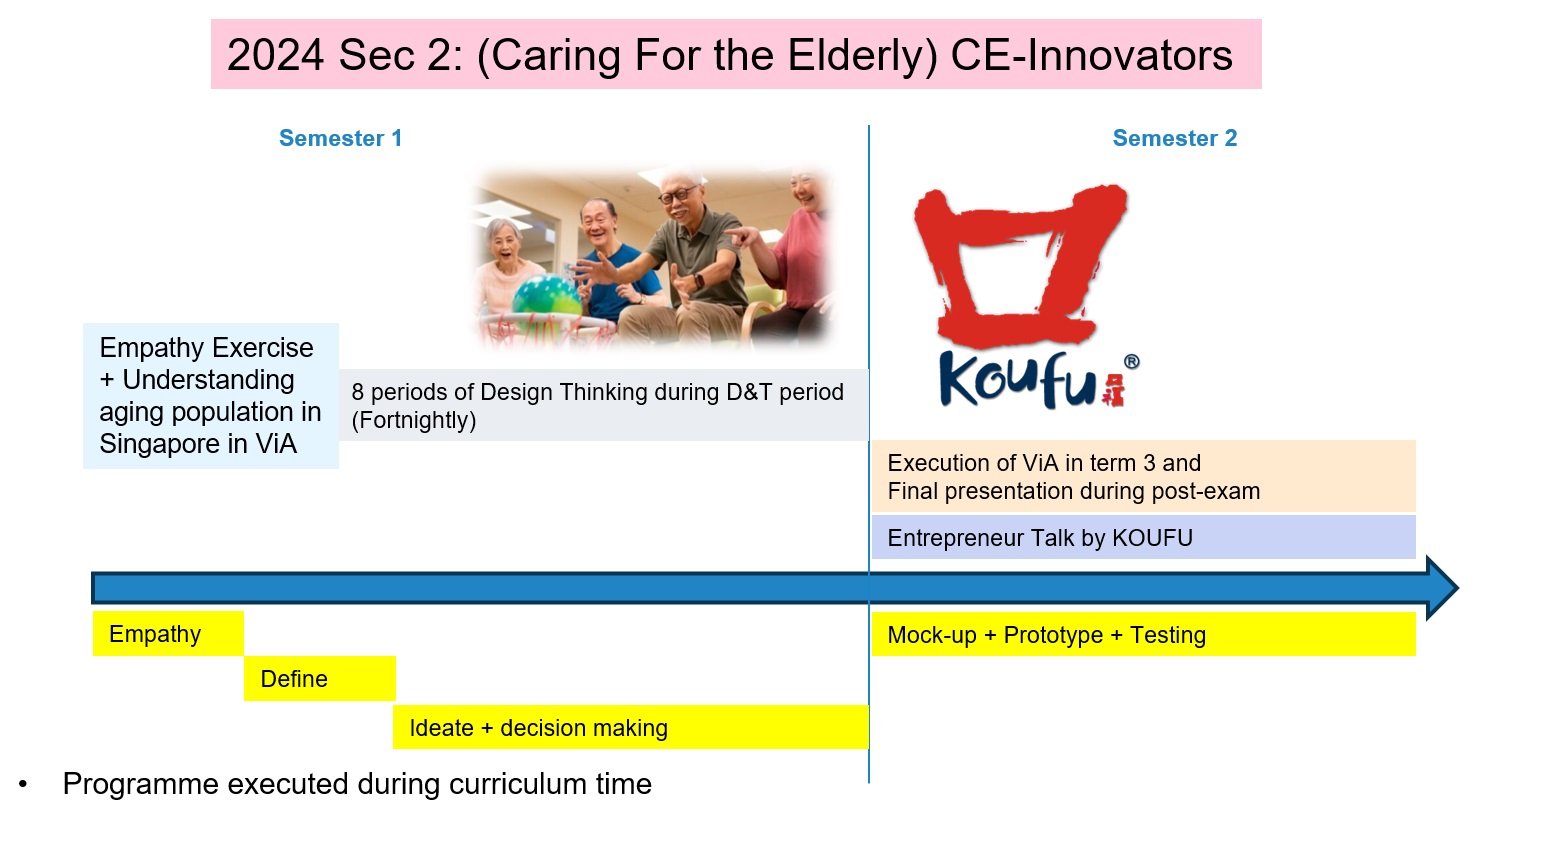 2024 Sec 2: (Caring For the Elderly) CE-Innovators
Semester 1
Semester 2
Koufu®
Empathy Exercise
+ Understanding
aging population in
Singapore in ViA
8 periods of Design Thinking during D&T period
(Fortnightly)
Execution of ViA in term 3 and
Final presentation during post-exam
Entrepreneur Talk by KOUFU
Empathy
Mock-up + Prototype + Testing
Define
Ideate + decision making
• Programme executed during curriculum time